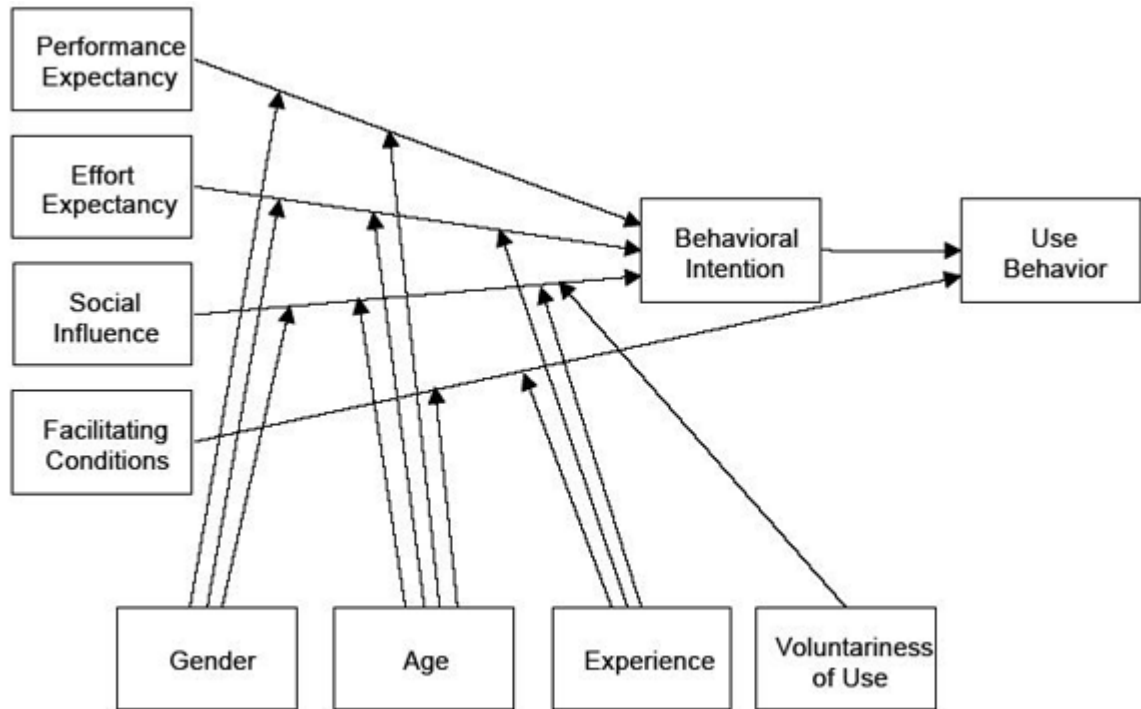 Performance
Expectancy
Effort
Expectancy
Social
Influence
Facilitating
Conditions
Behavioral
Intention
Use
Behavior
Gender
Age
Experience
Voluntariness
of Use